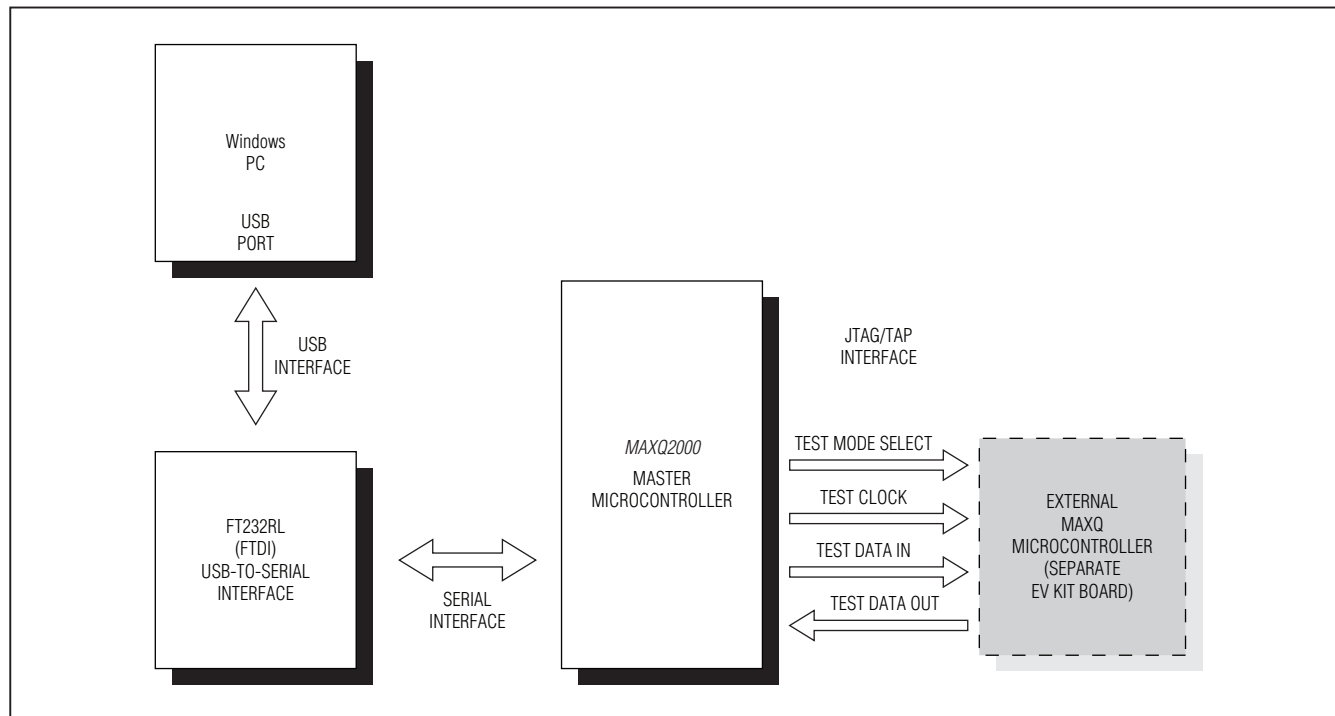 Windows
PC
USB
PORT
USB
INTERFACE
FT232RL
(FTDI)
USB-TO-SERIAL
INTERFACE
SERIAL
INTERFACE
MAXQ2000
MASTER
MICROCONTROLLER
JTAG/TAP
INTERFACE
TEST MODE SELECT
TEST CLOCK
TEST DATA IN
TEST DATA OUT
EXTERNAL
MAXQ
MICROCONTROLLER
(SEPARATE
EV KIT BOARD)